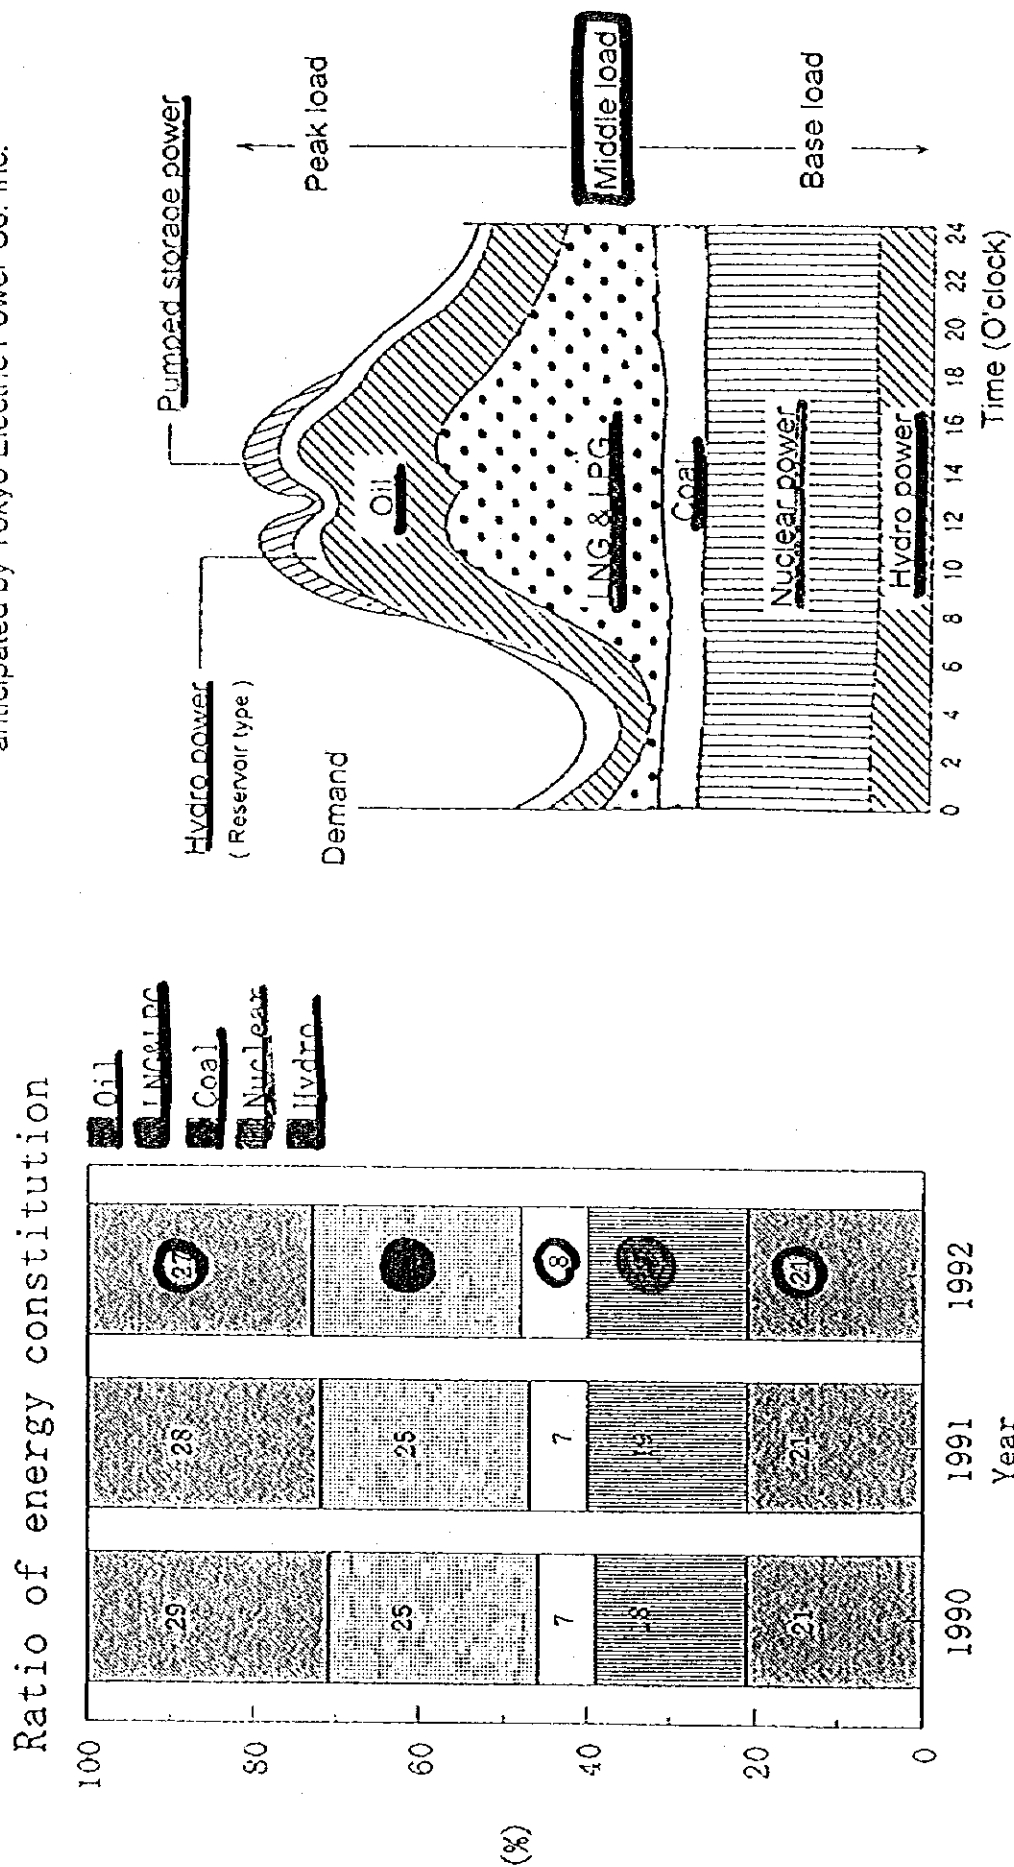 Ratio of energy constitution
(%)
100
80
60
40
20
0
29
25
7
18
21
28
25
7
19
21
27
8
21
1990
1991
1992
Year
Oil
LNG&LPG
Coal
Nuclear
Hydro
anticipated by Tokyo Electric Power Co. Inc.
Pumped storage power
Hydro power
( Reservoir type )
Demand
Peak load
Middle load
Base load
Oil
LNG & LPG
Coal
Nuclear power
Hydro power
0 2 4 6 8 10 12 14 16 18 20 22 24
Time (O'clock)